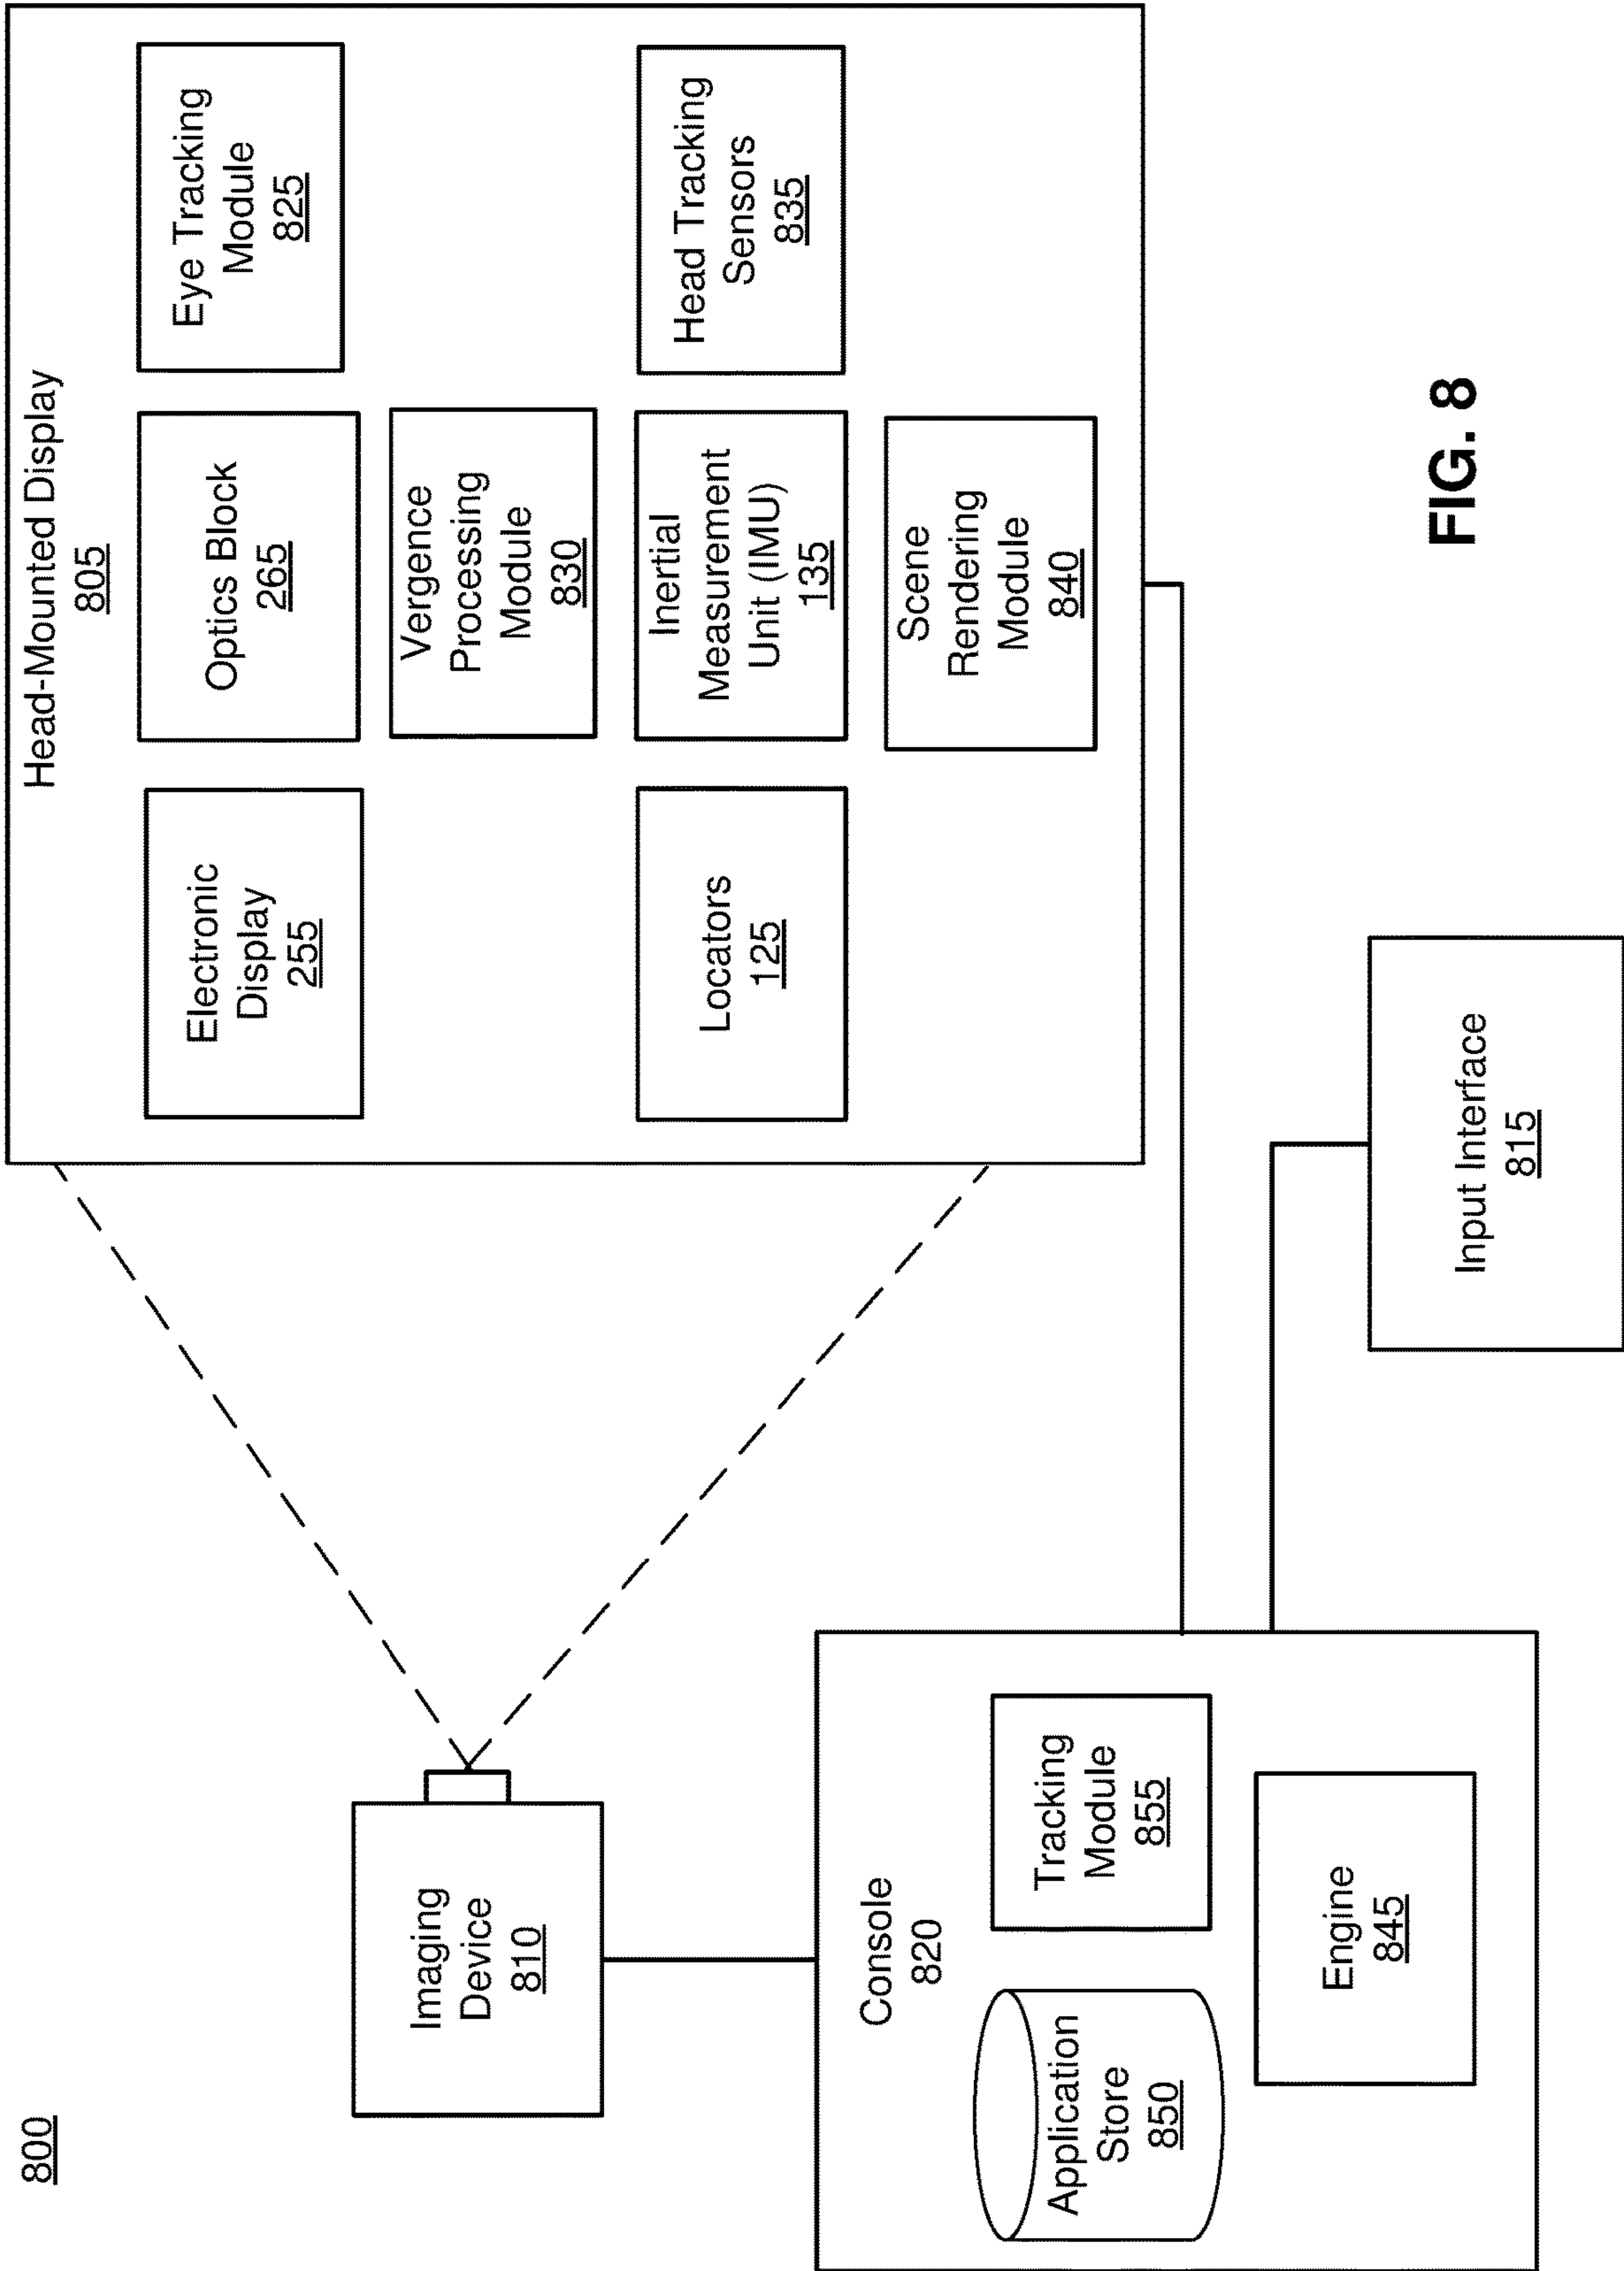 800
Head-Mounted Display
805
Electronic
Display
255
Optics Block
265
Eye Tracking
Module
825
Vergence
Processing
Module
830
Locators
125
Inertial
Measurement
Unit (IMU)
135
Head Tracking
Sensors
835
Scene
Rendering
Module
840
Imaging
Device
810
Console
820
Application
Store
850
Tracking
Module
855
Engine
845
Input Interface
815
FIG. 8